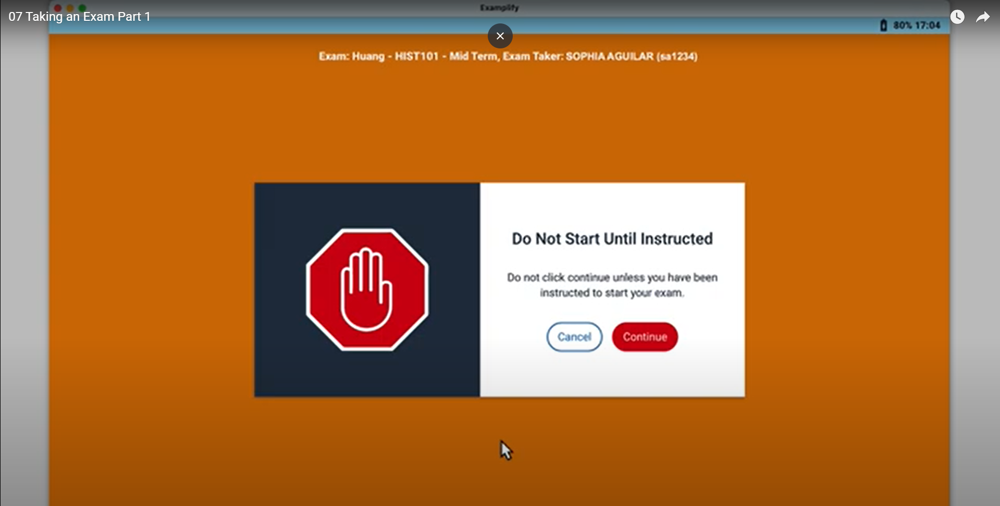 Examplify
07 Taking an Exam Part 1
80% 17:04
Exam: Huang - HIST101 - Mid Term, Exam Taker: SOPHIA AGUILAR (sa1234)
Do Not Start Until Instructed
Do not click continue unless you have been
instructed to start your exam.
Cancel
Continue